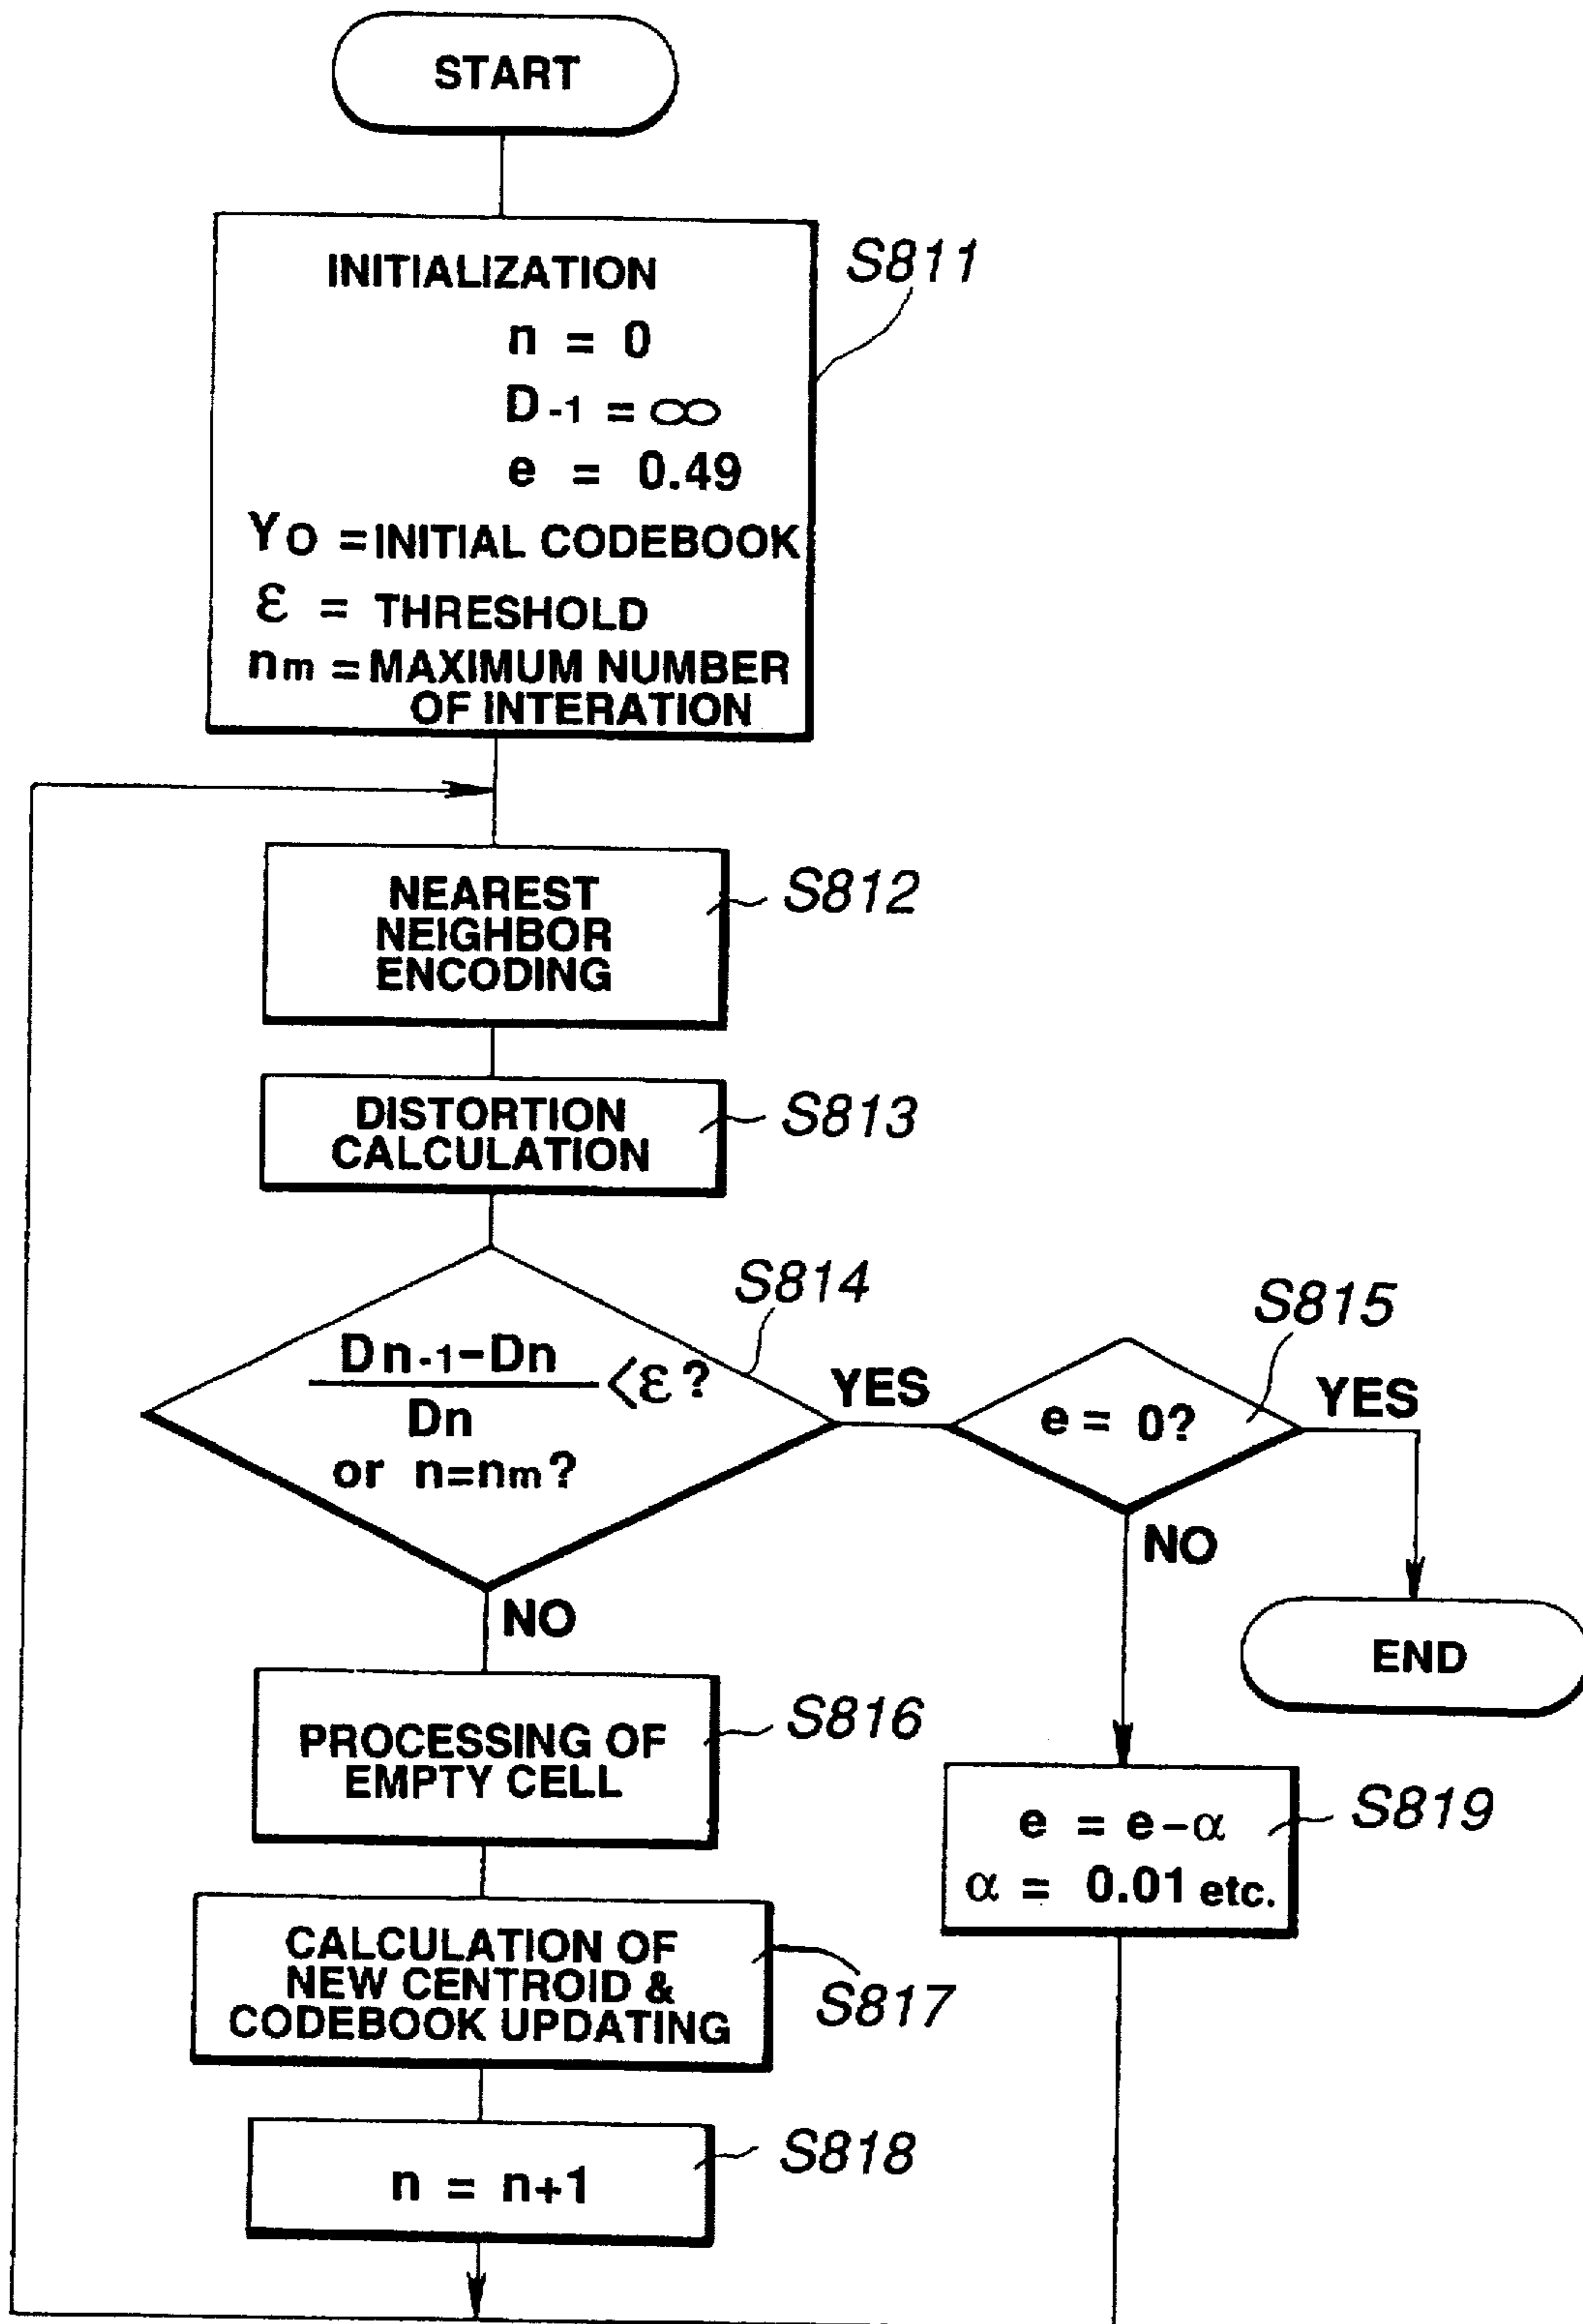 START
INITIALIZATION
S811
n = 0
D-1 = ∞
e = 0.49
Y0 = INITIAL CODEBOOK
ε = THRESHOLD
nm = MAXIMUM NUMBER
OF INTERATION
NEAREST
NEIGHBOR
ENCODING
S812
DISTORTION
CALCULATION
S813
S814
Dn-1-Dn
<ε?
Dn
or n=nm?
YES
S815
e = 0?
YES
NO
NO
END
PROCESSING OF
EMPTY CELL
S816
e = e-α
α = 0.01 etc.
S819
CALCULATION OF
NEW CENTROID &
CODEBOOK UPDATING
S817
n = n+1
S818